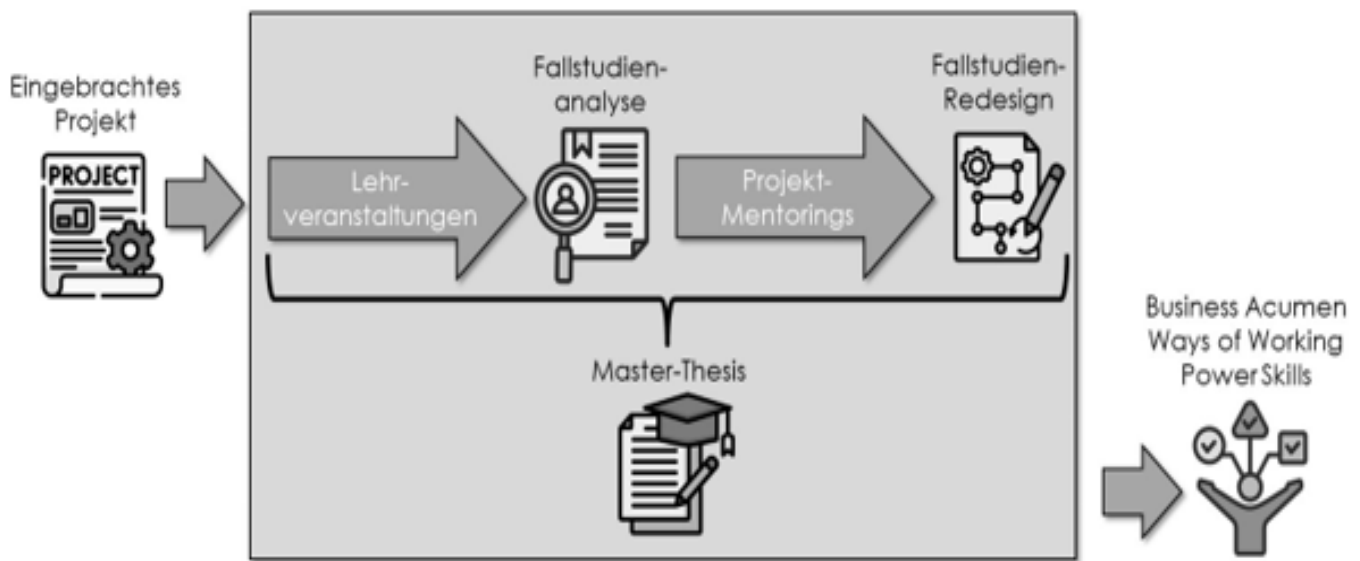 Eingebrachtes
Projekt
PROJECT
Lehr-
veranstaltungen
Fallstudien-
analyse
Projekt-
Mentorings
Fallstudien-
Redesign
Master-Thesis
Business Acumen
Ways of Working
Power Skills